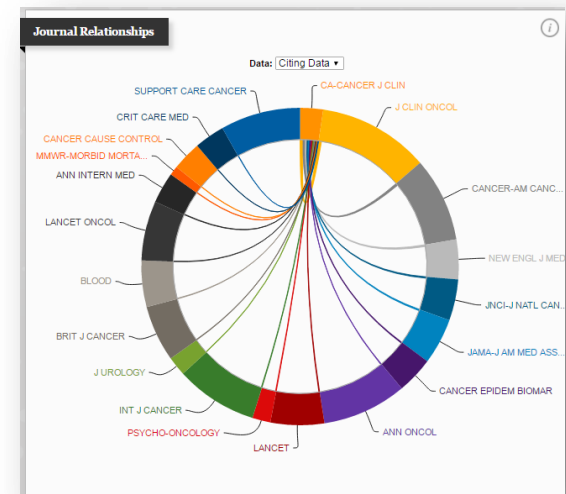 Journal Relationships
i
Data: Citing Data
CA-CANCER J CLIN
J CLIN ONCOL
CANCER-AM CANC...
NEW ENGL J MED
JNCI-J NATL CAN...
JAMA-J AM MED ASS...
CANCER EPIDEM BIOMAR
ANN ONCOL
LANCET
PSYCHO-ONCOLOGY
INT J CANCER
J UROLOGY
BRIT J CANCER
BLOOD
LANCET ONCOL
ANN INTERN MED
MMWR-MORBID MORTA...
CANCER CAUSE CONTROL
CRIT CARE MED
SUPPORT CARE CANCER